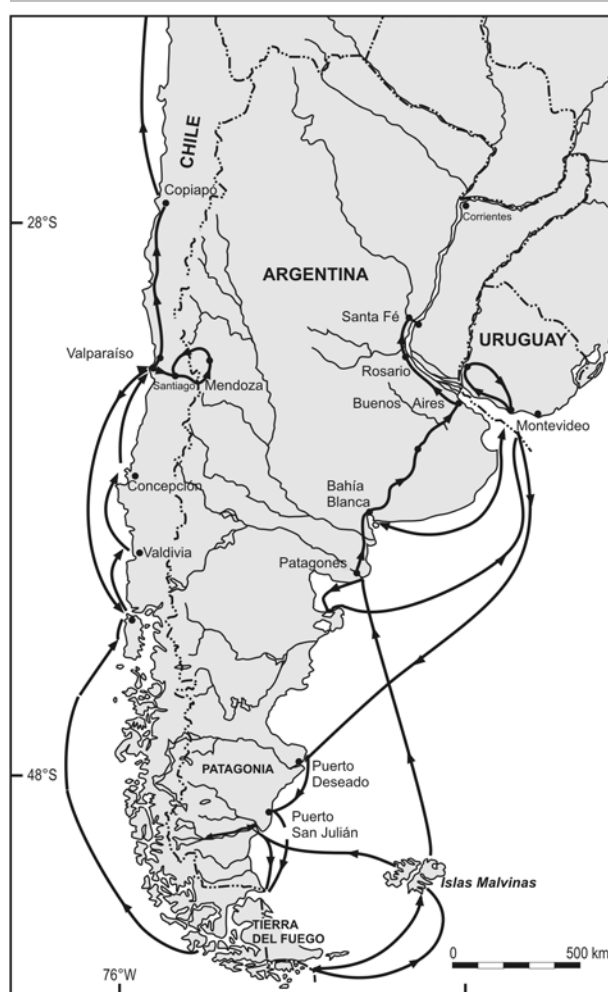 CHILE
Copiapó
28°S
Corrientes
ARGENTINA
Santa Fé
URUGUAY
Valparaíso
Rosario
Santiago
Mendoza
Buenos Aires
Montevideo
Concepción
Bahía
Blanca
Valdivia
Patagones
48°S
PATAGONIA
Puerto
Deseado
Puerto
San Julián
Islas Malvinas
TIERRA
DEL FUEGO
0
500 km
76°W